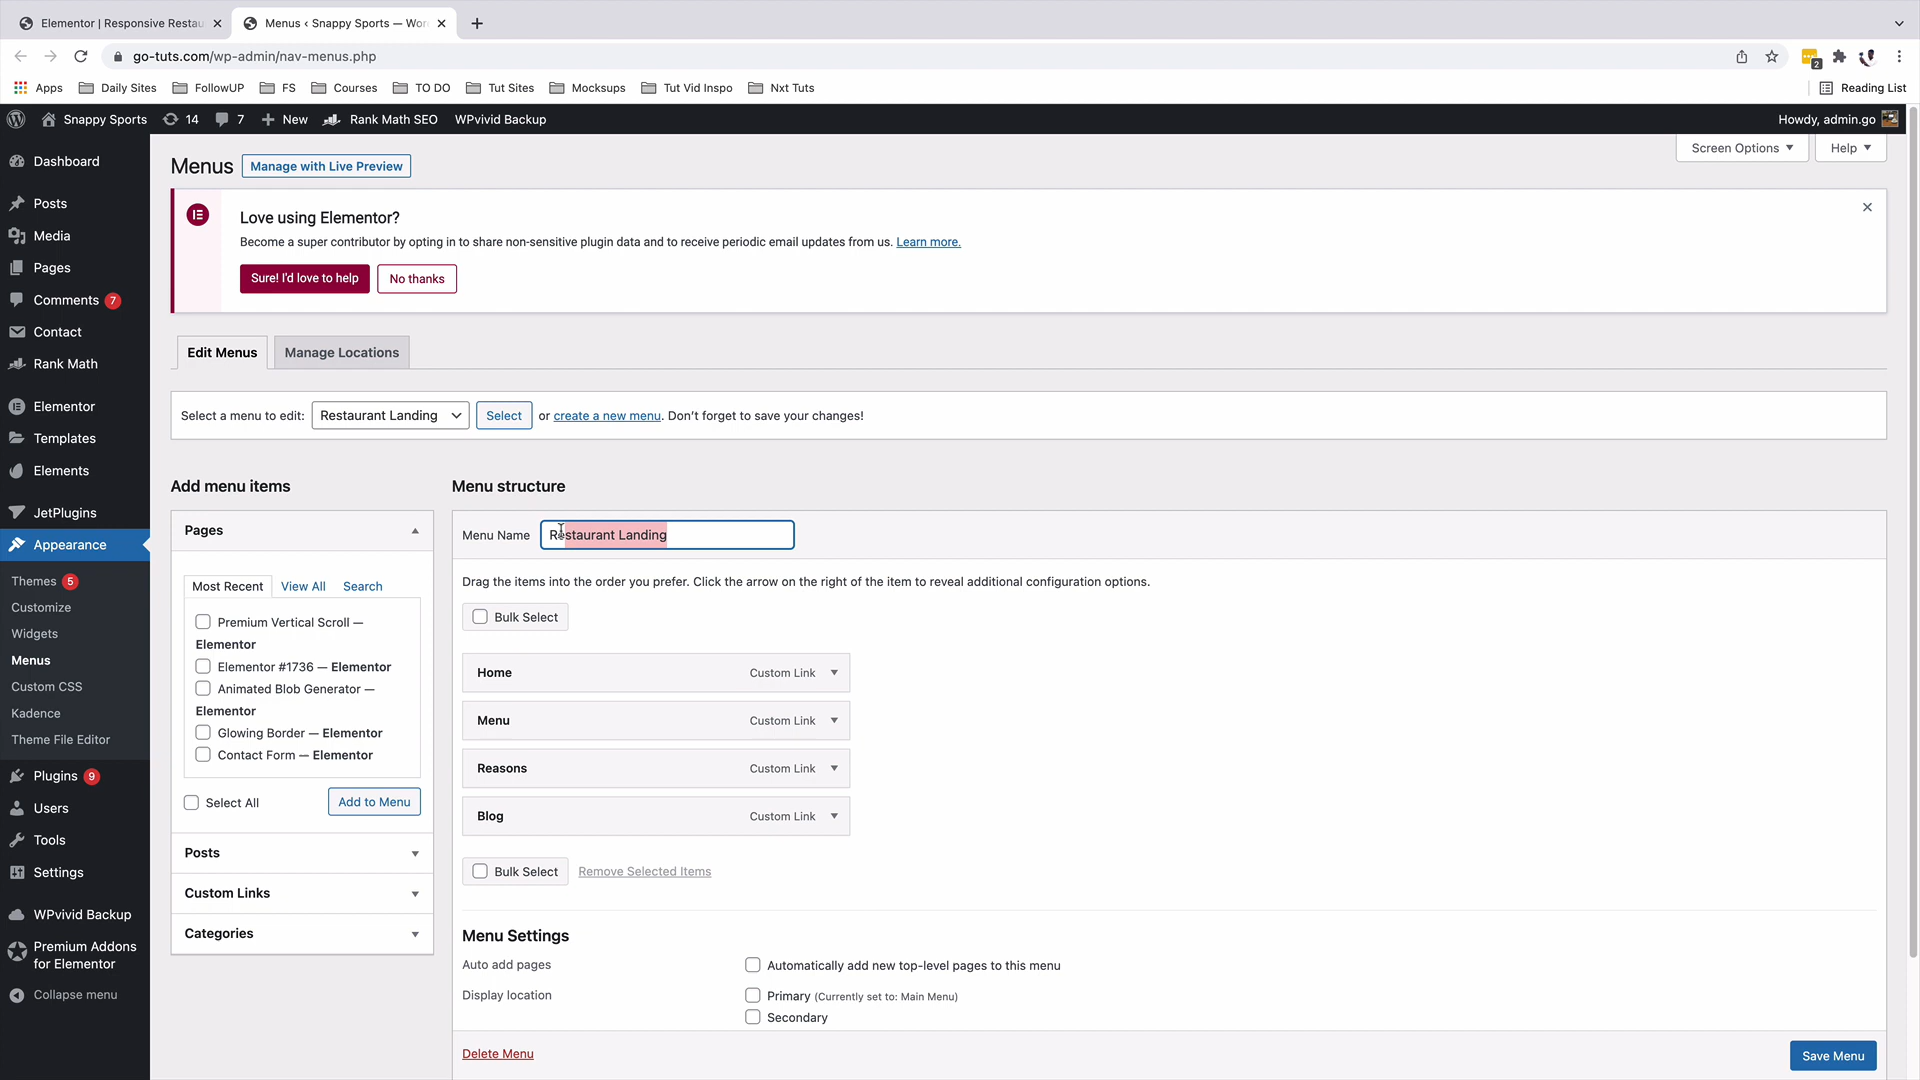 Elementor | Responsive Restau
Menus ‹ Snappy Sports — Wor
go-tuts.com/wp-admin/nav-menus.php
2
Apps
Daily Sites
FollowUP
FS
Courses
TO DO
Tut Sites
Mocksups
Tut Vid Inspo
Nxt Tuts
Reading List
Snappy Sports
14
7
New
Rank Math SEO
WPvivid Backup
Howdy, admin.go
Dashboard
Posts
Media
Pages
Comments 7
Contact
Rank Math
Elementor
Templates
Elements
JetPlugins
Appearance
Themes 5
Customize
Widgets
Menus
Custom CSS
Kadence
Theme File Editor
Plugins 9
Users
Tools
Settings
WPvivid Backup
Premium Addons
for Elementor
Collapse menu
Menus
Manage with Live Preview
Screen Options
Help
Love using Elementor?
Become a super contributor by opting in to share non-sensitive plugin data and to receive periodic email updates from us. Learn more.
Sure! I'd love to help
No thanks
Edit Menus
Manage Locations
Select a menu to edit: Restaurant Landing Select or create a new menu. Don't forget to save your changes!
Add menu items
Pages
Most Recent
View All
Search
Premium Vertical Scroll —
Elementor
Elementor #1736 — Elementor
Animated Blob Generator —
Elementor
Glowing Border — Elementor
Contact Form — Elementor
Select All
Add to Menu
Posts
Custom Links
Categories
Menu structure
Menu Name Restaurant Landing
Drag the items into the order you prefer. Click the arrow on the right of the item to reveal additional configuration options.
Bulk Select
Home Custom Link
Menu Custom Link
Reasons Custom Link
Blog Custom Link
Bulk Select
Remove Selected Items
Menu Settings
Auto add pages
Automatically add new top-level pages to this menu
Display location
Primary (Currently set to: Main Menu)
Secondary
Delete Menu
Save Menu